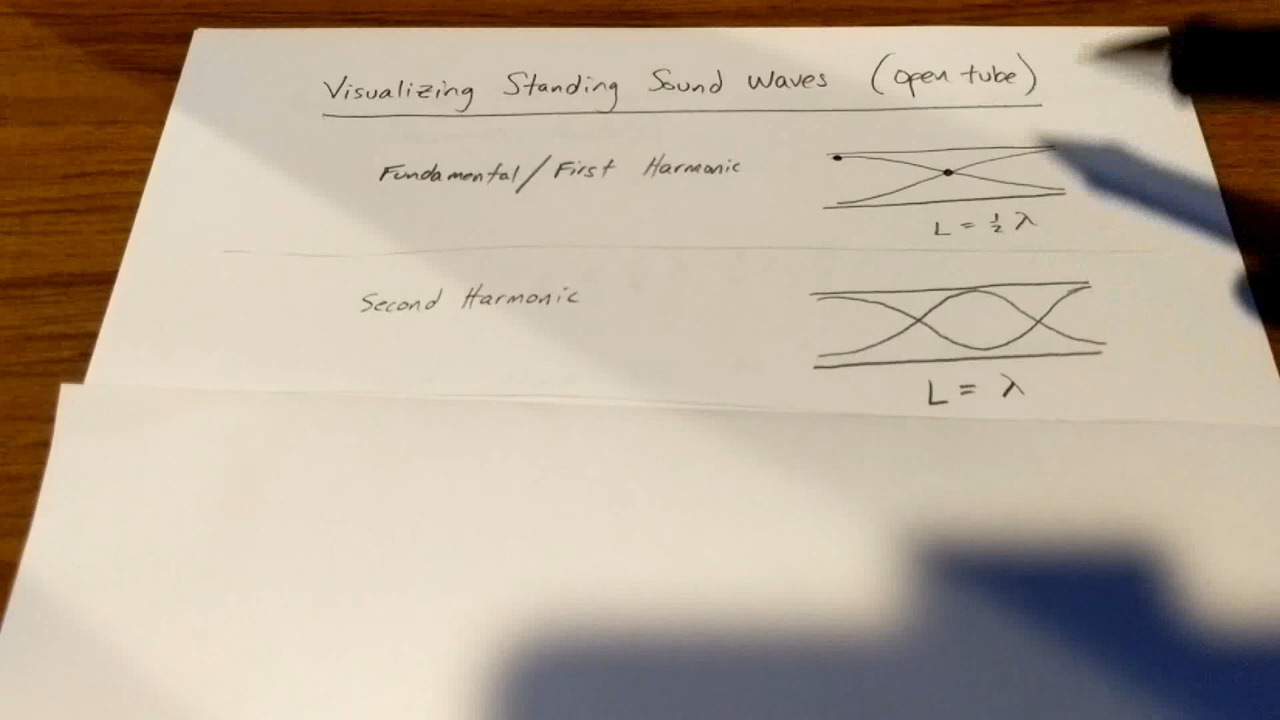 Visualizing Standing Sound Waves (open tube)
Fundamental/First Harmonic
L = ½ λ
Second Harmonic
L = λ